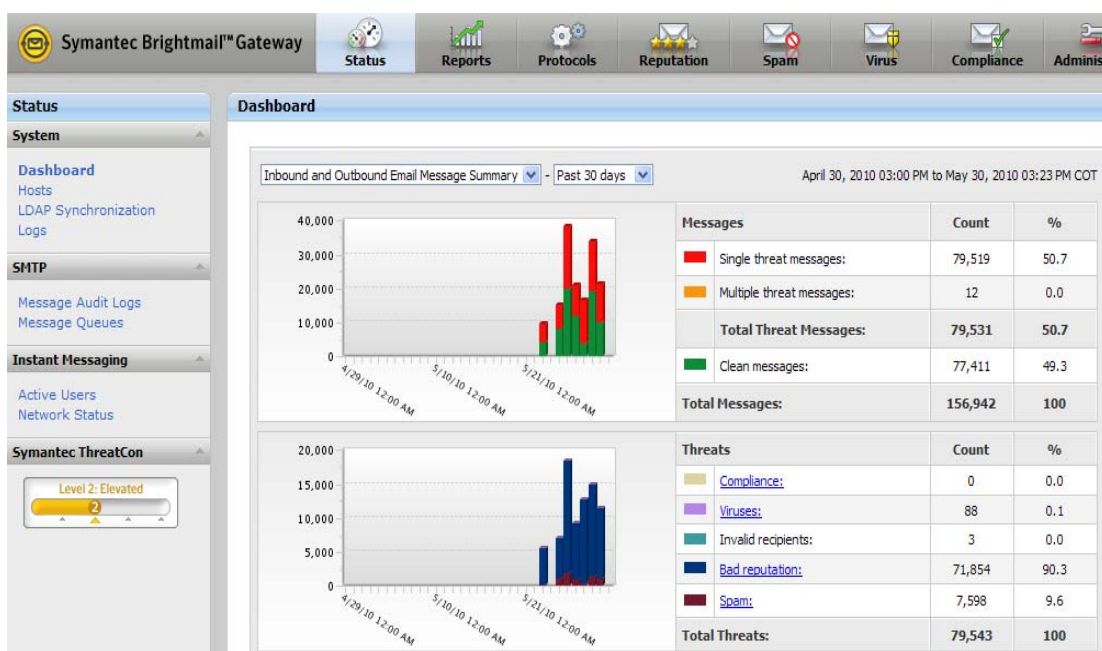 Symantec Brightmail™ Gateway
Status
Reports
Protocols
Reputation
Spam
Virus
Compliance
Adminis
Status
System
Dashboard
Hosts
LDAP Synchronization
Logs
SMTP
Message Audit Logs
Message Queues
Instant Messaging
Active Users
Network Status
Symantec ThreatCon
Level 2: Elevated
2
Dashboard
Inbound and Outbound Email Message Summary - Past 30 days April 30, 2010 03:00 PM to May 30, 2010 03:23 PM COT
40,000
30,000
20,000
10,000
0
4/29/10 12:00 AM 5/10/10 12:00 AM 5/21/10 12:00 AM
Messages Count %
Single threat messages: 79,519 50.7
Multiple threat messages: 12 0.0
Total Threat Messages: 79,531 50.7
Clean messages: 77,411 49.3
Total Messages: 156,942 100
20,000
15,000
10,000
5,000
0
4/29/10 12:00 AM 5/10/10 12:00 AM 5/21/10 12:00 AM
Threats Count %
Compliance: 0 0.0
Viruses: 88 0.1
Invalid recipients: 3 0.0
Bad reputation: 71,854 90.3
Spam: 7,598 9.6
Total Threats: 79,543 100